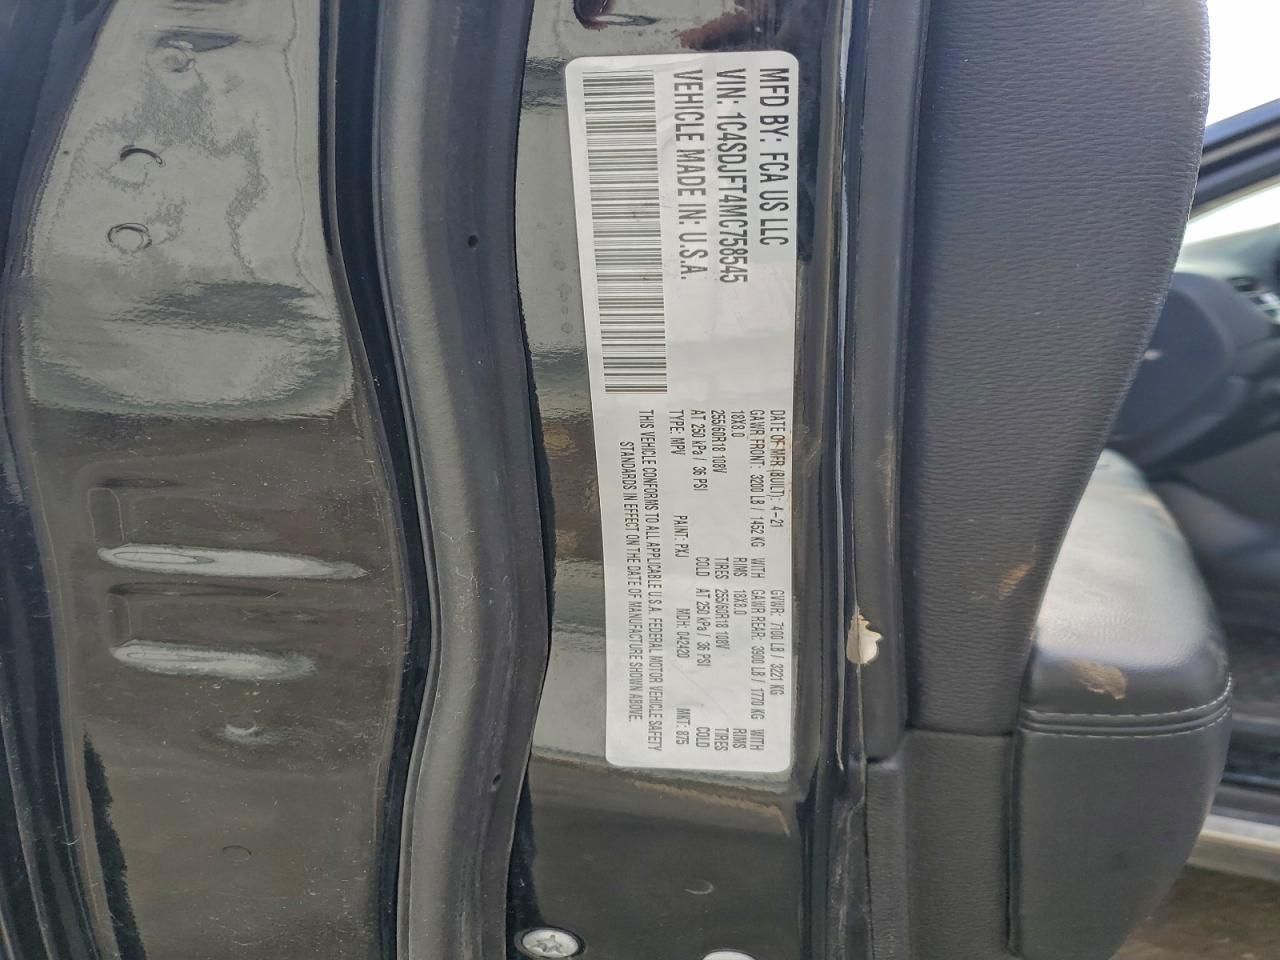 MFD BY: FCA US LLC
VIN: 1C4SDJFT4MC758545
VEHICLE MADE IN: U.S.A.
DATE OF MFR (BUILT): 4-21 GVWR: 7100 LB / 3221 KG
GAWR FRONT: 3200 LB / 1452 KG WITH GAWR REAR: 3900 LB / 1770 KG WITH
18X8.0 RIMS 18X8.0 RIMS
255/60R18 108V TIRES 255/60R18 108V TIRES
AT 250 kPa / 36 PSI COLD AT 250 kPa / 36 PSI COLD
TYPE: MPV PAINT: PXJ MDH: 042420 MKT: 875
THIS VEHICLE CONFORMS TO ALL APPLICABLE U.S.A. FEDERAL MOTOR VEHICLE SAFETY
STANDARDS IN EFFECT ON THE DATE OF MANUFACTURE SHOWN ABOVE.